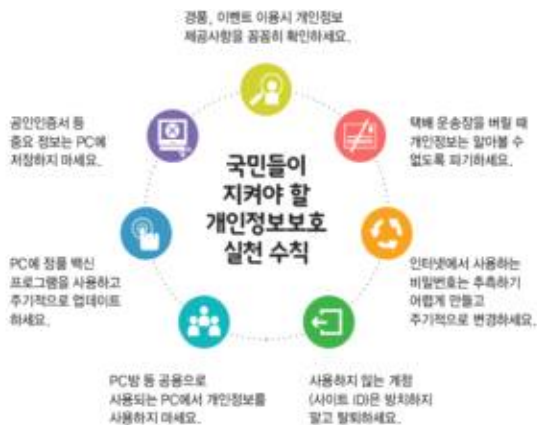 경품, 이벤트 이용시 개인정보
제공사항을 꼼꼼히 확인하세요.
택배 운송장을 버릴 때
개인정보는 알아볼 수
없도록 파기하세요.
인터넷에서 사용하는
비밀번호는 추측하기
어렵게 만들고
주기적으로 변경하세요.
사용하지 않는 계정
(사이트 ID)은 방치하지
말고 탈퇴하세요.
PC방 등 공용으로
사용되는 PC에서 개인정보를
사용하지 마세요.
PC에 정품 백신
프로그램을 사용하고
주기적으로 업데이트
하세요.
공인인증서 등
중요 정보는 PC에
저장하지 마세요.
국민들이
지켜야 할
개인정보보호
실천 수칙